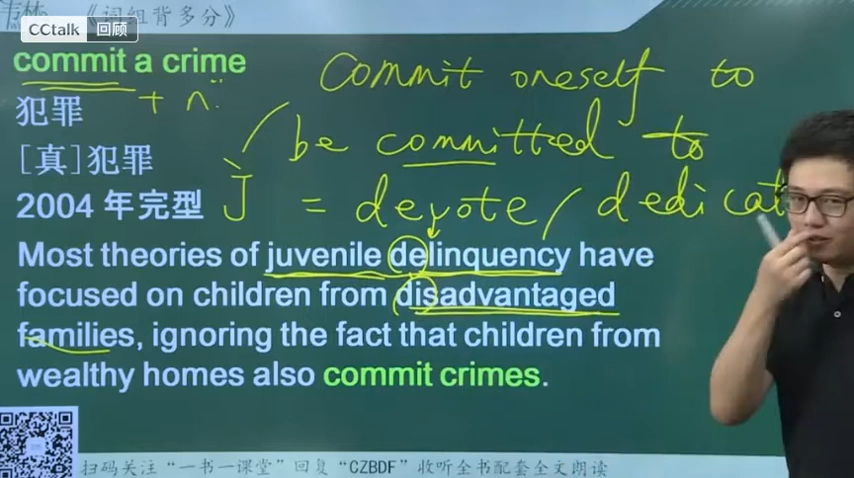 CCtalk 回顾 《词组背多分》
commit a crime
+ n.
犯罪
[真]犯罪
2004 年完型
commit oneself to
be committed to
= devote / dedicat
Most theories of juvenile delinquency have
focused on children from disadvantaged
families, ignoring the fact that children from
wealthy homes also commit crimes.
扫码关注“一书一课堂”回复“CZBDF”收听全书配套全文朗读